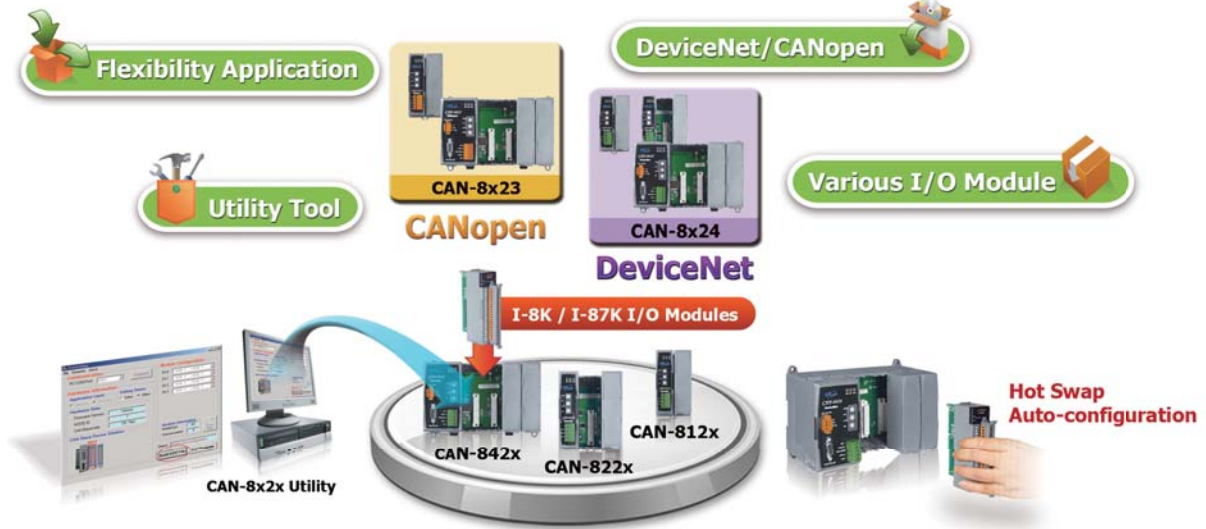 Flexibility Application
DeviceNet/CANopen
Utility Tool
Various I/O Module
CAN-8x23
CANopen
CAN-8x24
DeviceNet
I-8K / I-87K I/O Modules
CAN-842x
CAN-822x
CAN-812x
CAN-8x2x Utility
Hot Swap
Auto-configuration